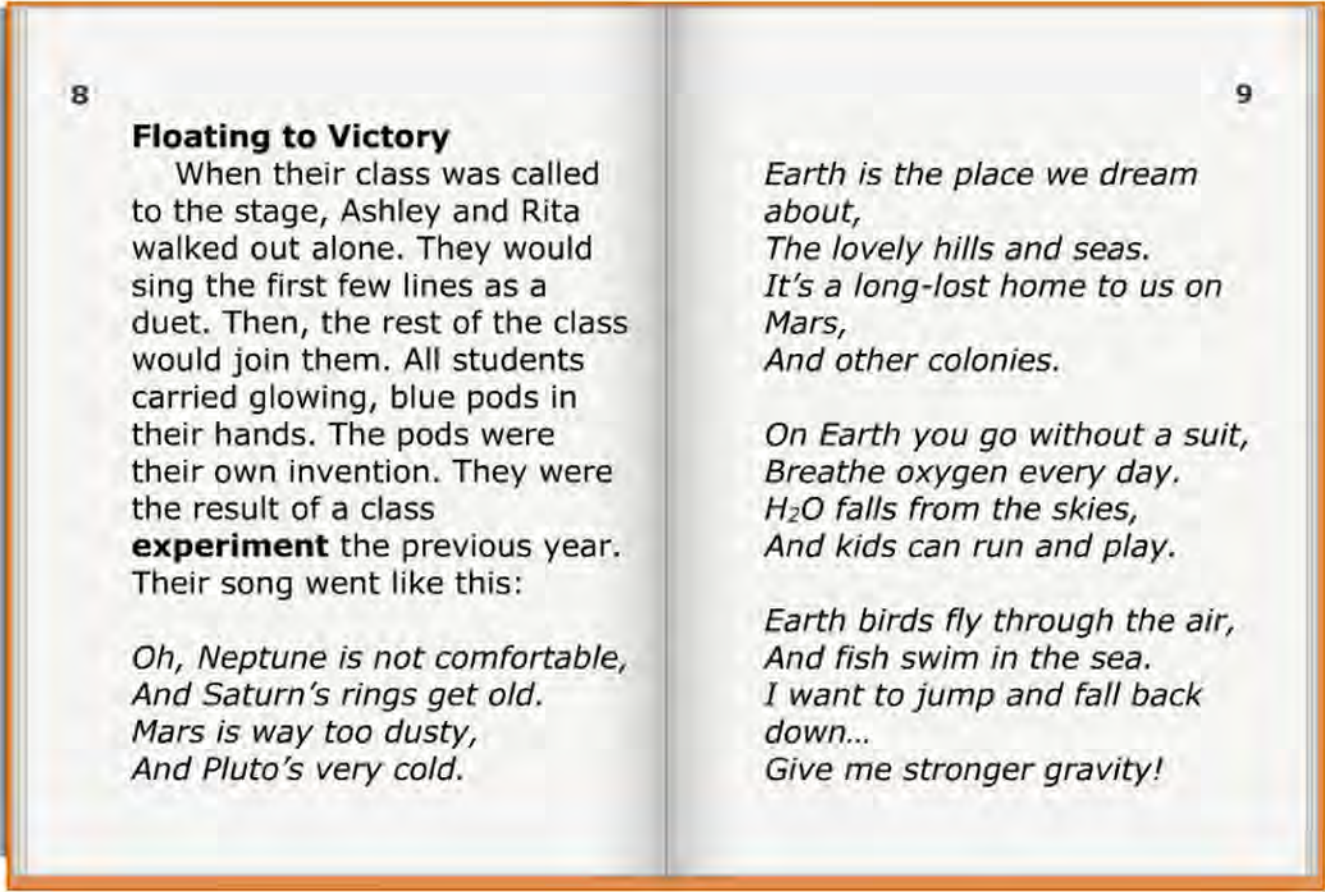 8
Floating to Victory
When their class was called
to the stage, Ashley and Rita
walked out alone. They would
sing the first few lines as a
duet. Then, the rest of the class
would join them. All students
carried glowing, blue pods in
their hands. The pods were
their own invention. They were
the result of a class
experiment the previous year.
Their song went like this:
Oh, Neptune is not comfortable,
And Saturn’s rings get old.
Mars is way too dusty,
And Pluto’s very cold.
9
Earth is the place we dream
about,
The lovely hills and seas.
It’s a long-lost home to us on
Mars,
And other colonies.
On Earth you go without a suit,
Breathe oxygen every day.
H₂O falls from the skies,
And kids can run and play.
Earth birds fly through the air,
And fish swim in the sea.
I want to jump and fall back
down…
Give me stronger gravity!